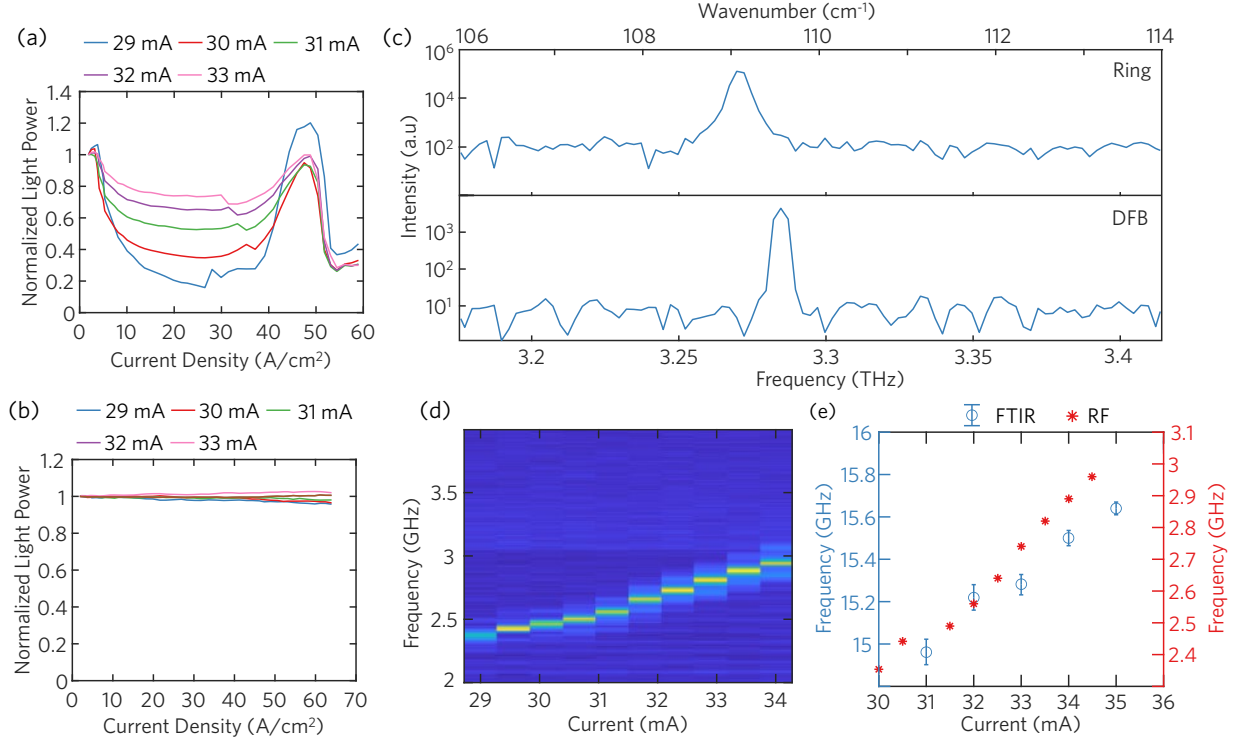 (a)
29 mA 30 mA 31 mA
32 mA 33 mA
1.4
1.2
1
0.8
0.6
0.4
0.2
0
Normalized Light Power
0 10 20 30 40 50 60
Current Density (A/cm²)
(b)
29 mA 30 mA 31 mA
32 mA 33 mA
1.2
1
0.8
0.6
0.4
0.2
0
Normalized Light Power
0 10 20 30 40 50 60 70
Current Density (A/cm²)
(c)
Wavenumber (cm⁻¹)
106 108 110 112 114
10⁶
10⁴
10²
Ring
Intensity (a.u)
10³
10²
10¹
DFB
3.2 3.25 3.3 3.35 3.4
Frequency (THz)
(d)
3.5
3
2.5
2
Frequency (GHz)
29 30 31 32 33 34
Current (mA)
(e)
FTIR RF
16
15.8
15.6
15.4
15.2
15
Frequency (GHz)
3.1
3
2.9
2.8
2.7
2.6
2.5
2.4
Frequency (GHz)
30 31 32 33 34 35 36
Current (mA)